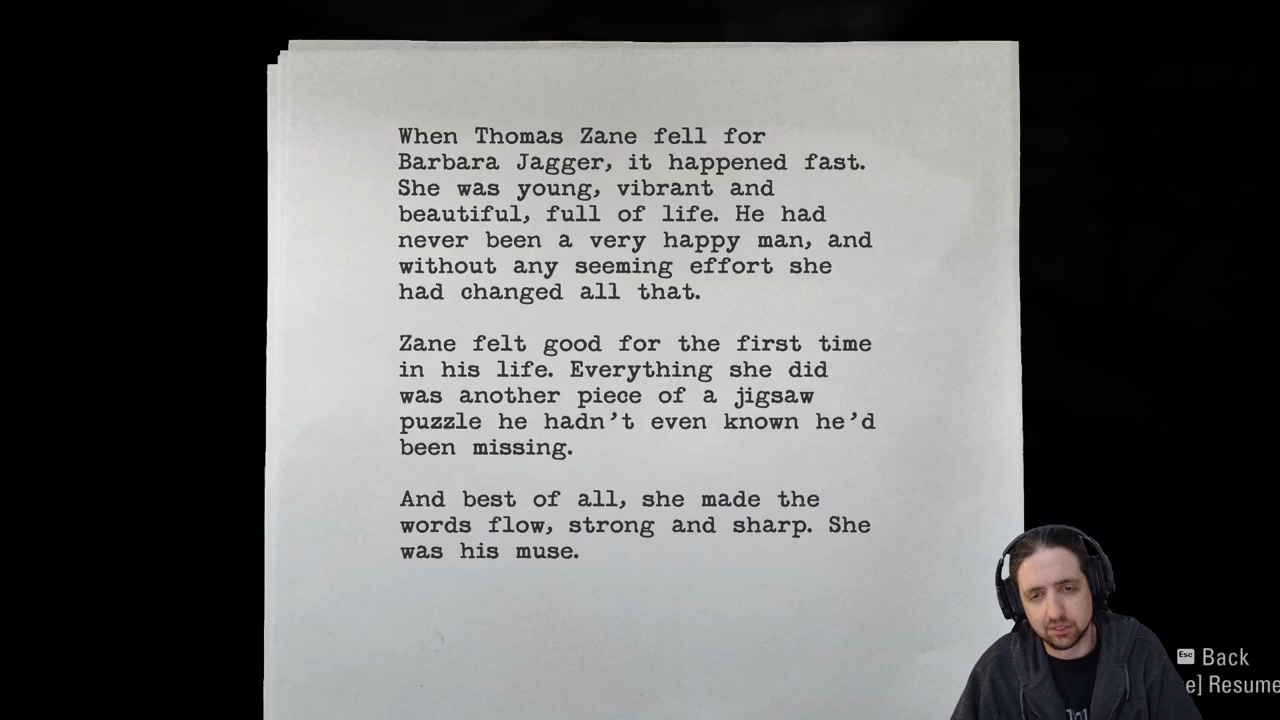 When Thomas Zane fell for
Barbara Jagger, it happened fast.
She was young, vibrant and
beautiful, full of life. He had
never been a very happy man, and
without any seeming effort she
had changed all that.
Zane felt good for the first time
in his life. Everything she did
was another piece of a jigsaw
puzzle he hadn’t even known he’d
been missing.
And best of all, she made the
words flow, strong and sharp. She
was his muse.
Esc Back
e] Resume